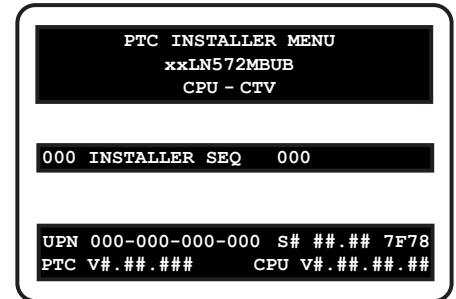 PTC INSTALLER MENU
xxLN572MBUB
CPU – CTV
000 INSTALLER SEQ 000
UPN 000-000-000-000 S# ##.## 7F78
PTC V#.##.### CPU V#.##.##.##